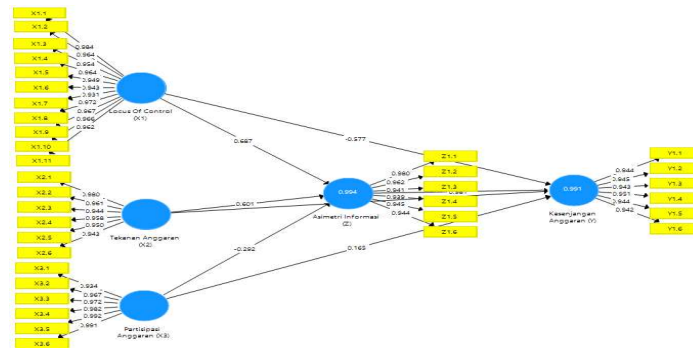 X1.1
X1.2
X1.3
X1.4
X1.5
X1.6
X1.7
X1.8
X1.9
X1.10
X1.11
0.984
0.964
0.954
0.964
0.949
0.943
0.931
0.972
0.967
0.966
0.962
Locus Of Control
(X1)
X2.1
X2.2
X2.3
X2.4
X2.5
X2.6
0.980
0.961
0.944
0.958
0.950
0.943
Tekanan Anggaran
(X2)
X3.1
X3.2
X3.3
X3.4
X3.5
X3.6
0.934
0.967
0.972
0.982
0.992
0.991
Partisipasi
Anggaran (X3)
0.687
0.601
-0.282
-0.577
0.165
0.994
Asimetri Informasi
(Z)
0.980
0.962
0.941
0.938
0.945
0.944
Z1.1
Z1.2
Z1.3
Z1.4
Z1.5
Z1.6
0.991
Kesenjangan
Anggaran (Y)
0.944
0.945
0.943
0.951
0.944
0.942
Y1.1
Y1.2
Y1.3
Y1.4
Y1.5
Y1.6